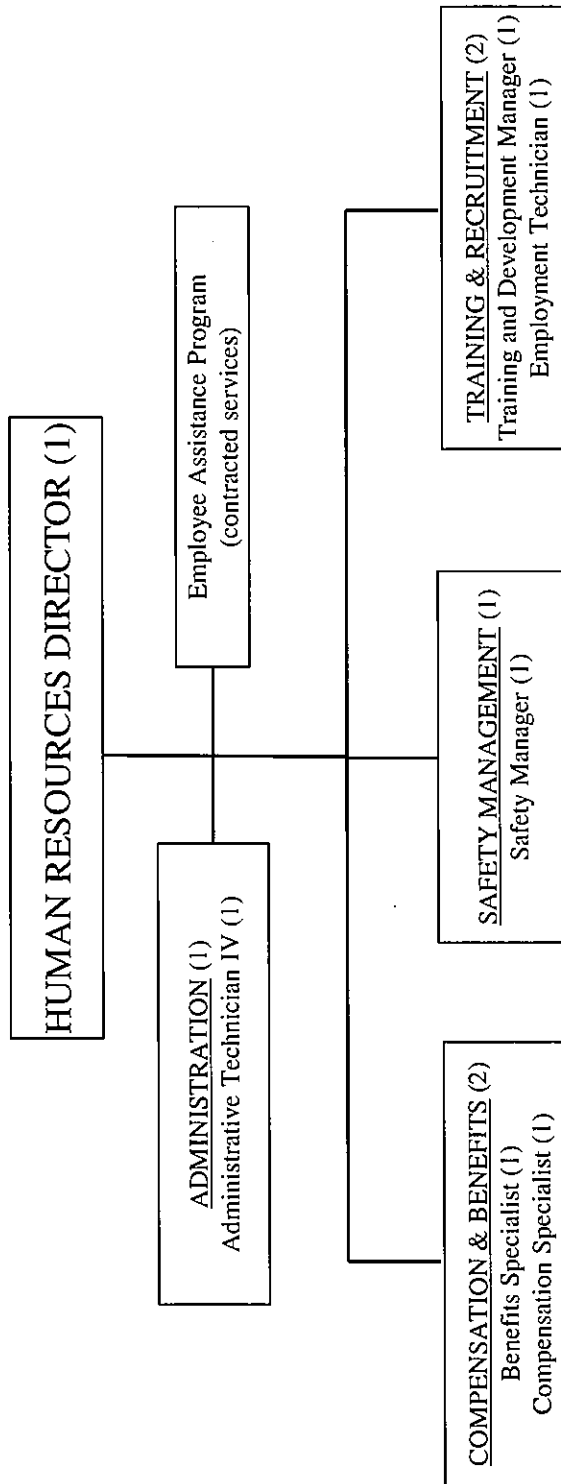 HUMAN RESOURCES DIRECTOR (1)
ADMINISTRATION (1)
Administrative Technician IV (1)
Employee Assistance Program
(contracted services)
COMPENSATION & BENEFITS (2)
Benefits Specialist (1)
Compensation Specialist (1)
SAFETY MANAGEMENT (1)
Safety Manager (1)
TRAINING & RECRUITMENT (2)
Training and Development Manager (1)
Employment Technician (1)